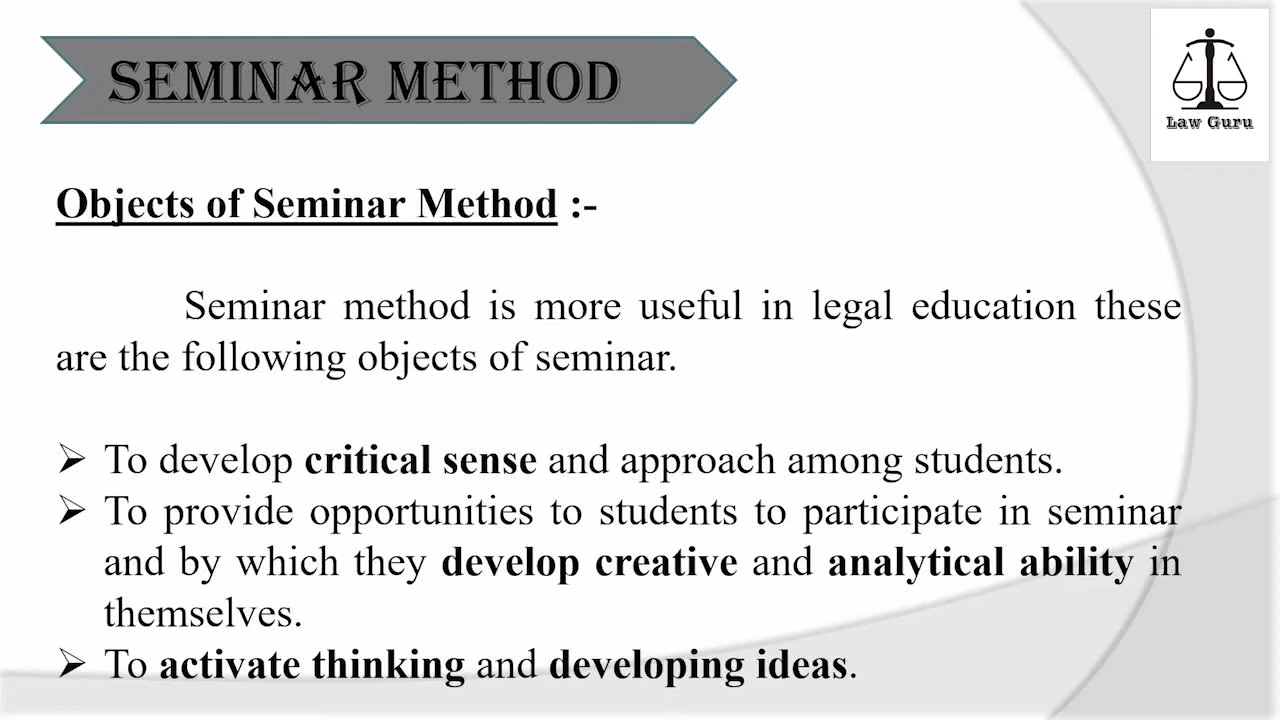 SEMINAR METHOD
Law Guru
Objects of Seminar Method :-
Seminar method is more useful in legal education these
are the following objects of seminar.
➢ To develop critical sense and approach among students.
➢ To provide opportunities to students to participate in seminar
and by which they develop creative and analytical ability in
themselves.
➢ To activate thinking and developing ideas.